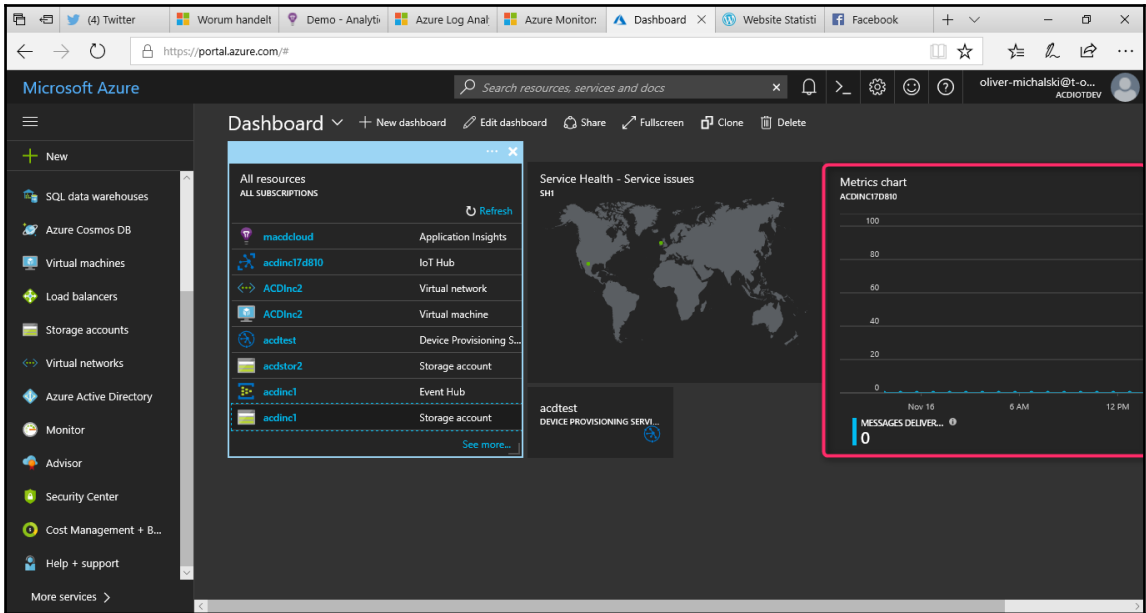 (4) Twitter
Worum handelt
Demo - Analytic
Azure Log Anal
Azure Monitor:
Dashboard
Website Statisti
Facebook
https://portal.azure.com/#
Microsoft Azure
Search resources, services and docs
oliver-michalski@t-o...
ACDIOTDEV
Dashboard
New dashboard
Edit dashboard
Share
Fullscreen
Clone
Delete
New
SQL data warehouses
Azure Cosmos DB
Virtual machines
Load balancers
Storage accounts
Virtual networks
Azure Active Directory
Monitor
Advisor
Security Center
Cost Management + B...
Help + support
More services
All resources
ALL SUBSCRIPTIONS
Refresh
macdcloud Application Insights
acdinc17d810 IoT Hub
ACDInc2 Virtual network
ACDInc2 Virtual machine
acdtest Device Provisioning S...
acdstor2 Storage account
acdinc1 Event Hub
acdinc1 Storage account
See more...
Service Health - Service issues
SH1
acdtest
DEVICE PROVISIONING SERVI...
Metrics chart
ACDINC17D810
100
80
60
40
20
0
Nov 16 6 AM 12 PM
MESSAGES DELIVER...
0